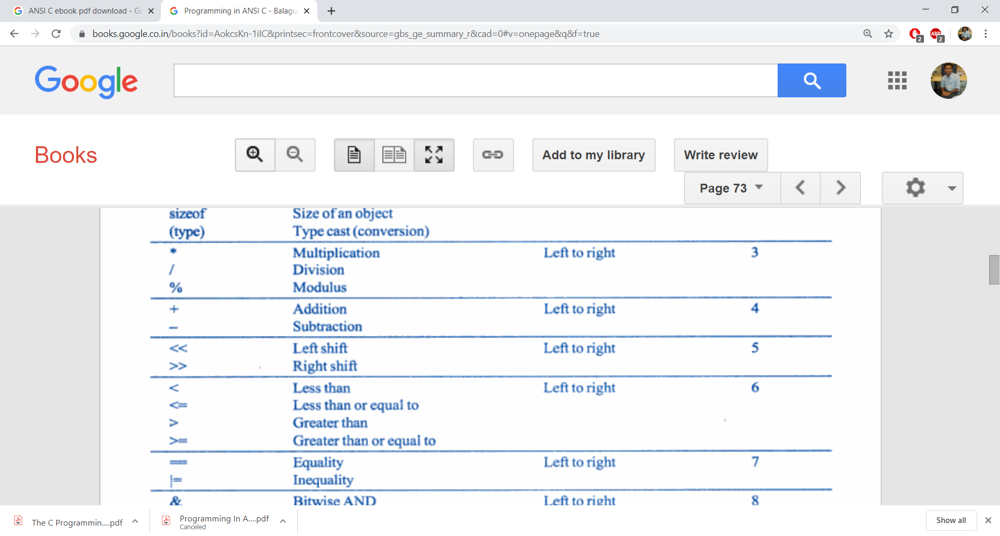 ANSI C ebook pdf download - Go
Programming in ANSI C - Balagu
books.google.co.in/books?id=AokcsKn-1iIC&printsec=frontcover&source=gbs_ge_summary_r&cad=0#v=onepage&q&f=true
2
ABP 2
Google
Books
Add to my library
Write review
Page 73
sizeof Size of an object
(type) Type cast (conversion)
* Multiplication Left to right 3
/ Division
% Modulus
+ Addition Left to right 4
– Subtraction
<< Left shift Left to right 5
>> Right shift
< Less than Left to right 6
<= Less than or equal to
> Greater than
>= Greater than or equal to
== Equality Left to right 7
|= Inequality
& Bitwise AND Left to right 8
The C Programmin....pdf
Programming In A....pdf
Canceled
Show all